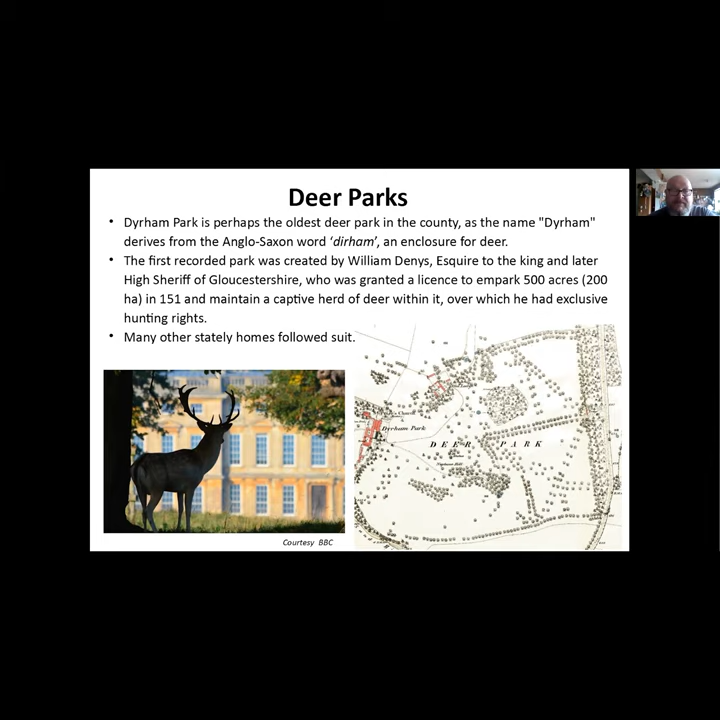 Deer Parks
• Dyrham Park is perhaps the oldest deer park in the county, as the name "Dyrham"
derives from the Anglo-Saxon word ‘dirham’, an enclosure for deer.
• The first recorded park was created by William Denys, Esquire to the king and later
High Sheriff of Gloucestershire, who was granted a licence to empark 500 acres (200
ha) in 151 and maintain a captive herd of deer within it, over which he had exclusive
hunting rights.
• Many other stately homes followed suit.
Dyrham Park
DEER PARK
Courtesy BBC